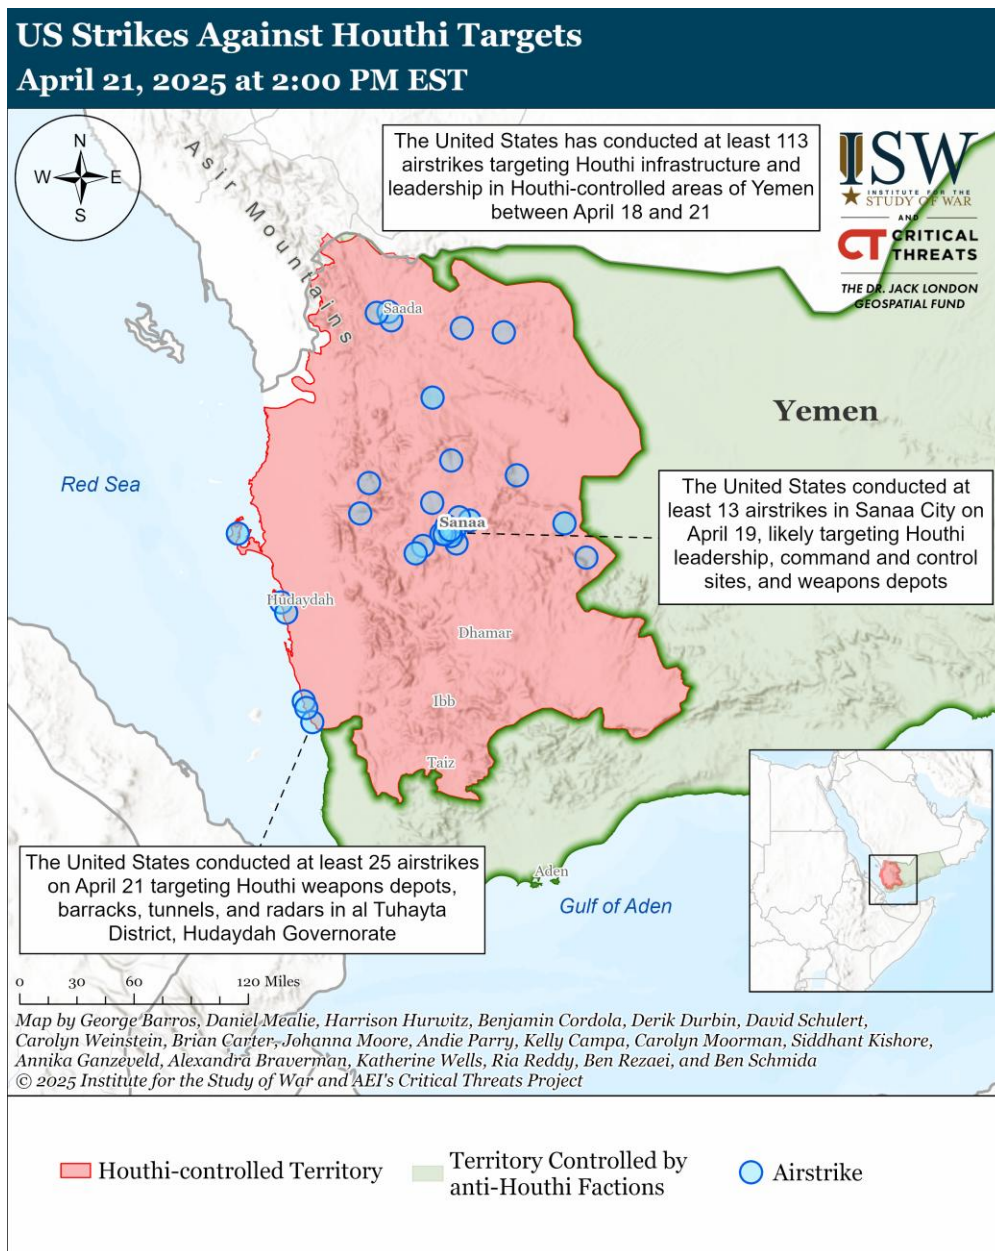 US Strikes Against Houthi Targets
April 21, 2025 at 2:00 PM EST
N
W
E
S
Asir Mountains
The United States has conducted at least 113
airstrikes targeting Houthi infrastructure and
leadership in Houthi-controlled areas of Yemen
between April 18 and 21
ISW
INSTITUTE FOR THE
STUDY OF WAR
AND
CT CRITICAL
THREATS
THE DR. JACK LONDON
GEOSPATIAL FUND
Saada
Yemen
Red Sea
The United States conducted at
least 13 airstrikes in Sanaa City on
April 19, likely targeting Houthi
leadership, command and control
sites, and weapons depots
Sanaa
Hudaydah
Dhamar
Ibb
Taiz
The United States conducted at least 25 airstrikes
on April 21 targeting Houthi weapons depots,
barracks, tunnels, and radars in al Tuhayta
District, Hudaydah Governorate
Aden
Gulf of Aden
0 30 60 120 Miles
Map by George Barros, Daniel Mealie, Harrison Hurwitz, Benjamin Cordola, Derik Durbin, David Schulert,
Carolyn Weinstein, Brian Carter, Johanna Moore, Andie Parry, Kelly Campa, Carolyn Moorman, Siddhant Kishore,
Annika Ganzeveld, Alexandra Braverman, Katherine Wells, Ria Reddy, Ben Rezaei, and Ben Schmida
© 2025 Institute for the Study of War and AEI's Critical Threats Project
Houthi-controlled Territory
Territory Controlled by
anti-Houthi Factions
Airstrike